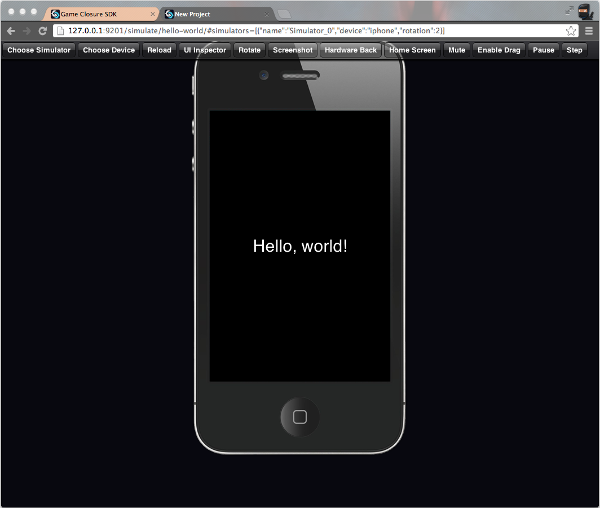 Game Closure SDK
New Project
127.0.0.1:9201/simulate/hello-world/#simulators=[{"name":"Simulator_0","device":"iphone","rotation":2}]
Choose Simulator Choose Device Reload UI Inspector Rotate Screenshot Hardware Back Home Screen Mute Enable Drag Pause Step
Hello, world!